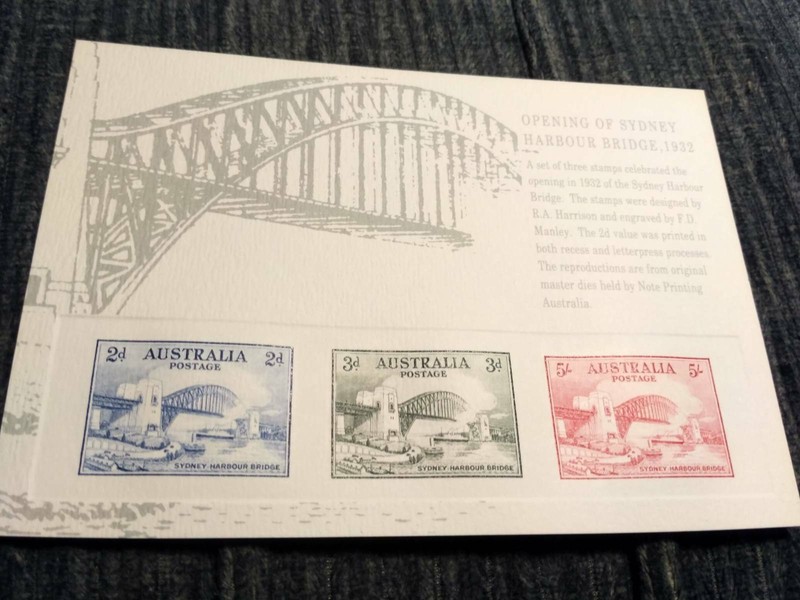 OPENING OF SYDNEY
HARBOUR BRIDGE, 1932
A set of three stamps celebrated the
opening in 1932 of the Sydney Harbour
Bridge. The stamps were designed by
R.A. Harrison and engraved by F.D.
Manley. The 2d value was printed in
both recess and letterpress processes.
The reproductions are from original
master dies held by Note Printing
Australia.
2d AUSTRALIA 2d
POSTAGE
SYDNEY HARBOUR BRIDGE
3d AUSTRALIA 3d
POSTAGE
SYDNEY HARBOUR BRIDGE
5/- AUSTRALIA 5/-
POSTAGE
SYDNEY HARBOUR BRIDGE